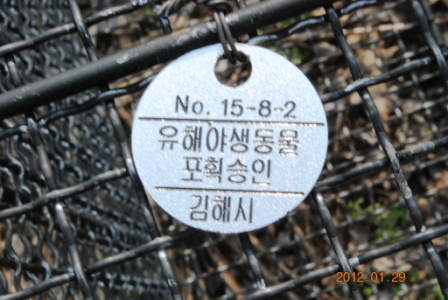 No. 15-8-2
유해야생동물
포획승인
김해시
2012.01.29